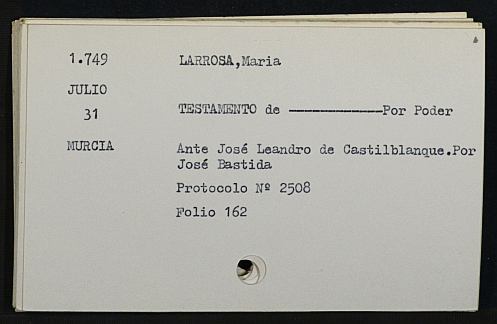 1.749 LARROSA,Maria
JULIO
31 TESTAMENTO de ---------------Por Poder
MURCIA Ante José Leandro de Castilblanque.Por
José Bastida
Protocolo Nº 2508
Folio 162